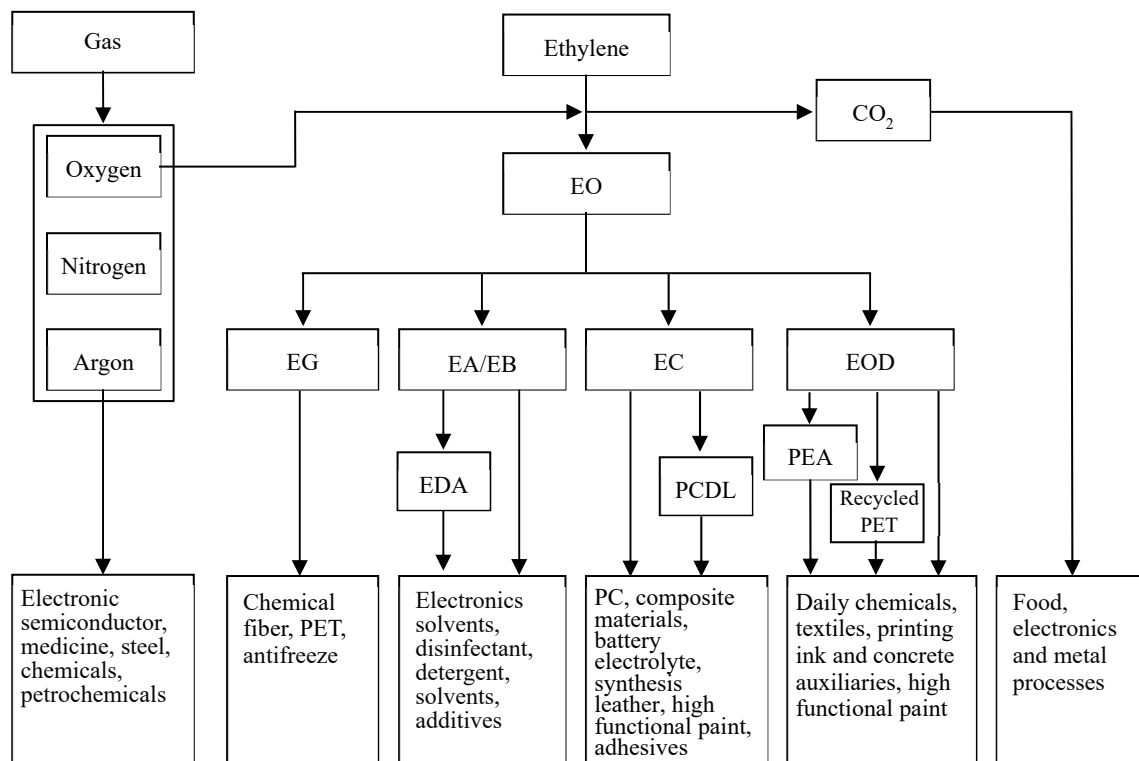 Gas
Ethylene
CO₂
Oxygen
EO
Nitrogen
Argon
EG
EA/EB
EC
EOD
PEA
EDA
PCDL
Recycled
PET
Electronic
semiconductor,
medicine, steel,
chemicals,
petrochemicals
Chemical
fiber, PET,
antifreeze
Electronics
solvents,
disinfectant,
detergent,
solvents,
additives
PC, composite
materials,
battery
electrolyte,
synthesis
leather, high
functional paint,
adhesives
Daily chemicals,
textiles, printing
ink and concrete
auxiliaries, high
functional paint
Food,
electronics
and metal
processes